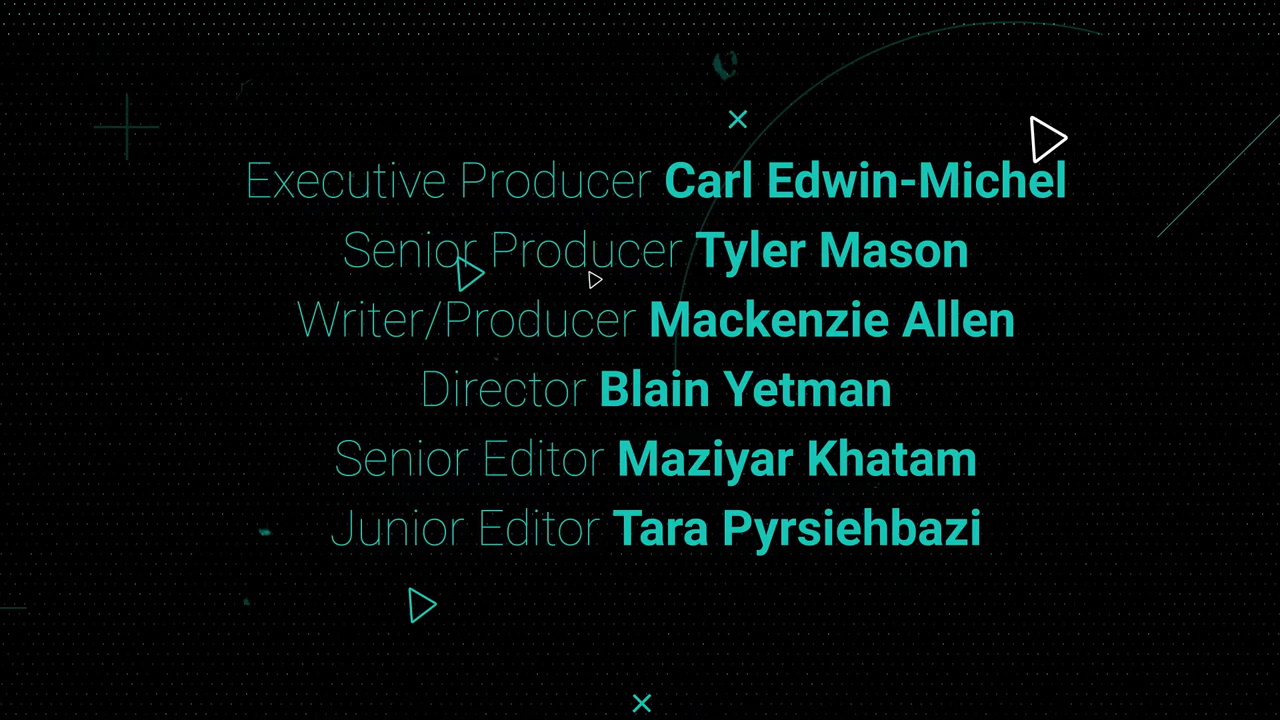 Executive Producer Carl Edwin-Michel
Senior Producer Tyler Mason
Writer/Producer Mackenzie Allen
Director Blain Yetman
Senior Editor Maziyar Khatam
Junior Editor Tara Pyrsiehbazi